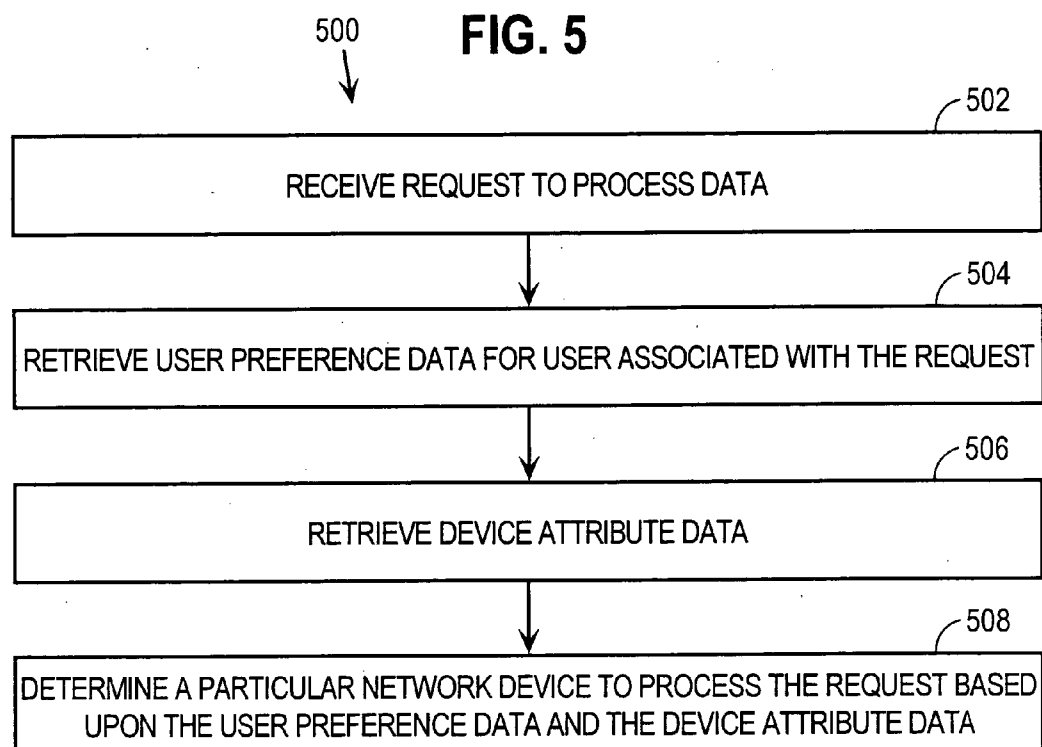 500
FIG. 5
502
RECEIVE REQUEST TO PROCESS DATA
504
RETRIEVE USER PREFERENCE DATA FOR USER ASSOCIATED WITH THE REQUEST
506
RETRIEVE DEVICE ATTRIBUTE DATA
508
DETERMINE A PARTICULAR NETWORK DEVICE TO PROCESS THE REQUEST BASED
UPON THE USER PREFERENCE DATA AND THE DEVICE ATTRIBUTE DATA